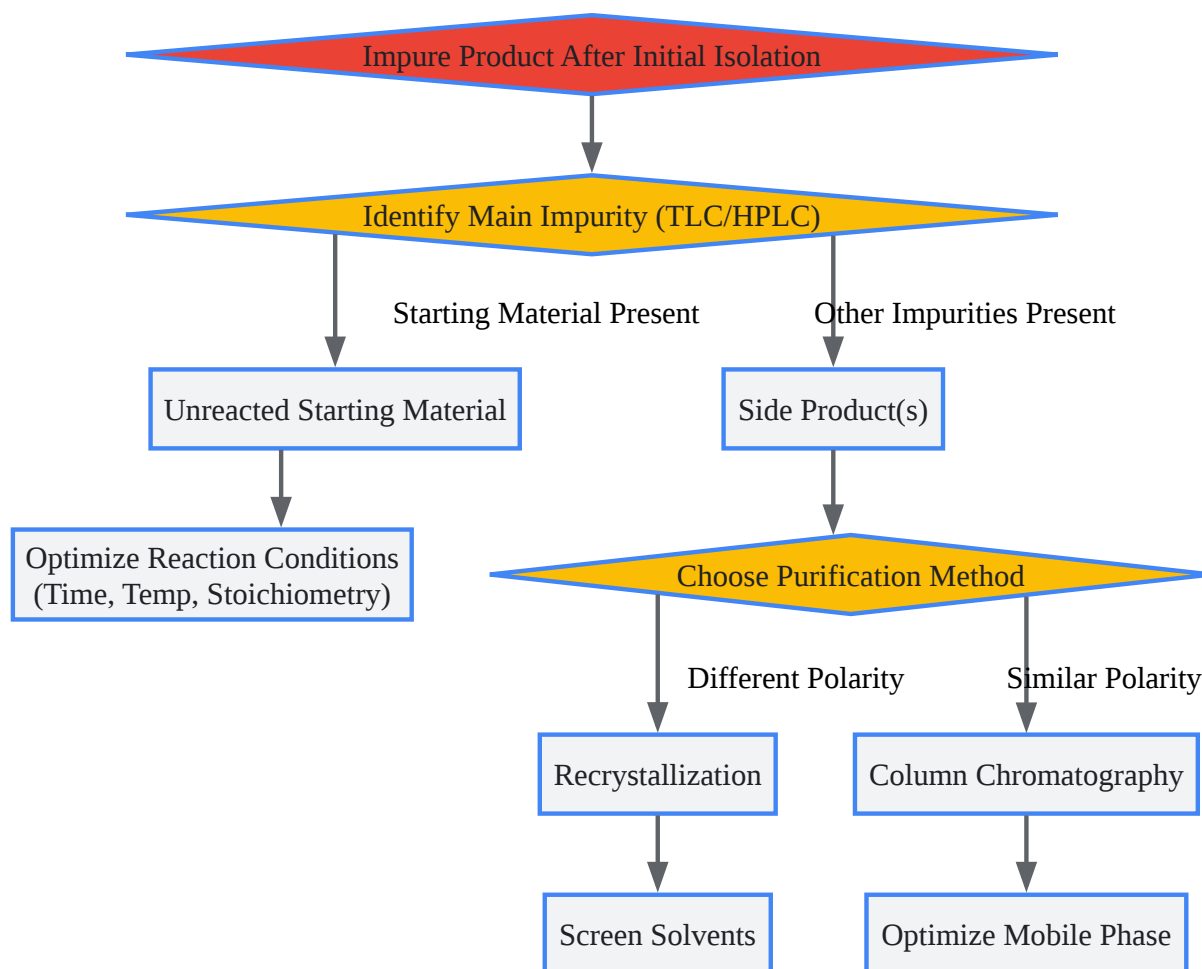 Impure Product After Initial Isolation
Identify Main Impurity (TLC/HPLC)
Starting Material Present
Other Impurities Present
Unreacted Starting Material
Side Product(s)
Optimize Reaction Conditions
(Time, Temp, Stoichiometry)
Choose Purification Method
Different Polarity
Similar Polarity
Recrystallization
Column Chromatography
Screen Solvents
Optimize Mobile Phase